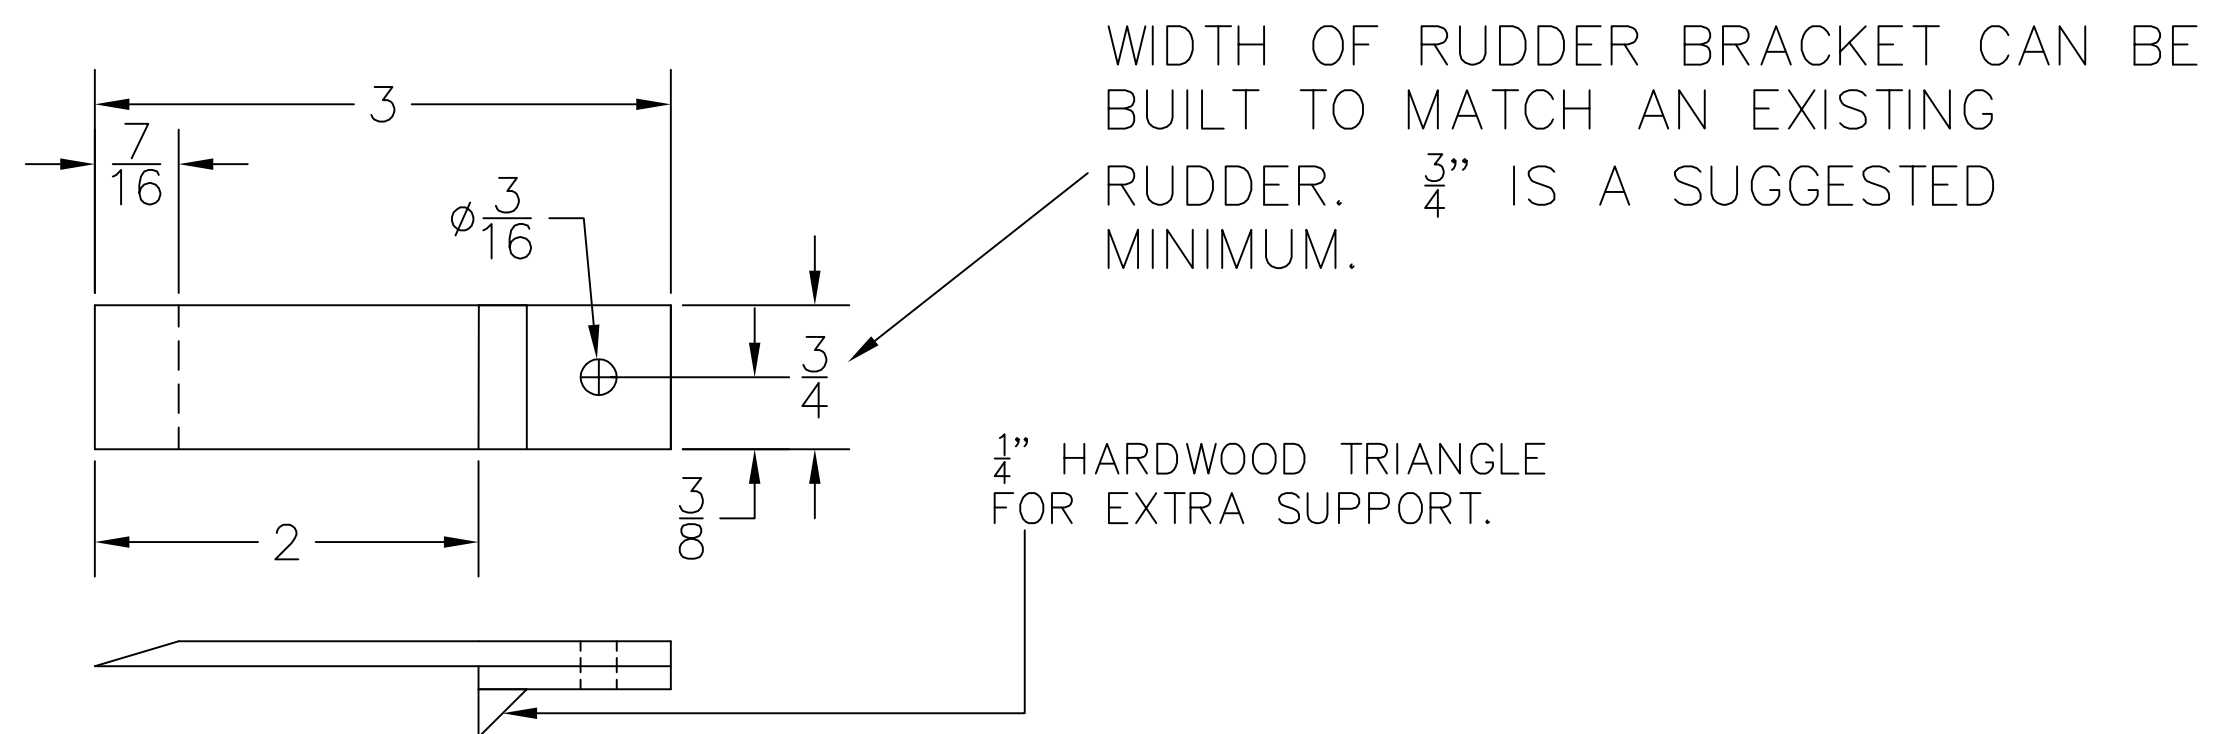 WIDTH OF RUDDER BRACKET CAN BE
BUILT TO MATCH AN EXISTING
RUDDER. 3/4” IS A SUGGESTED
MINIMUM.
3
7/16
⌀3/16
3/4
1/4” HARDWOOD TRIANGLE
FOR EXTRA SUPPORT.
3/8
2